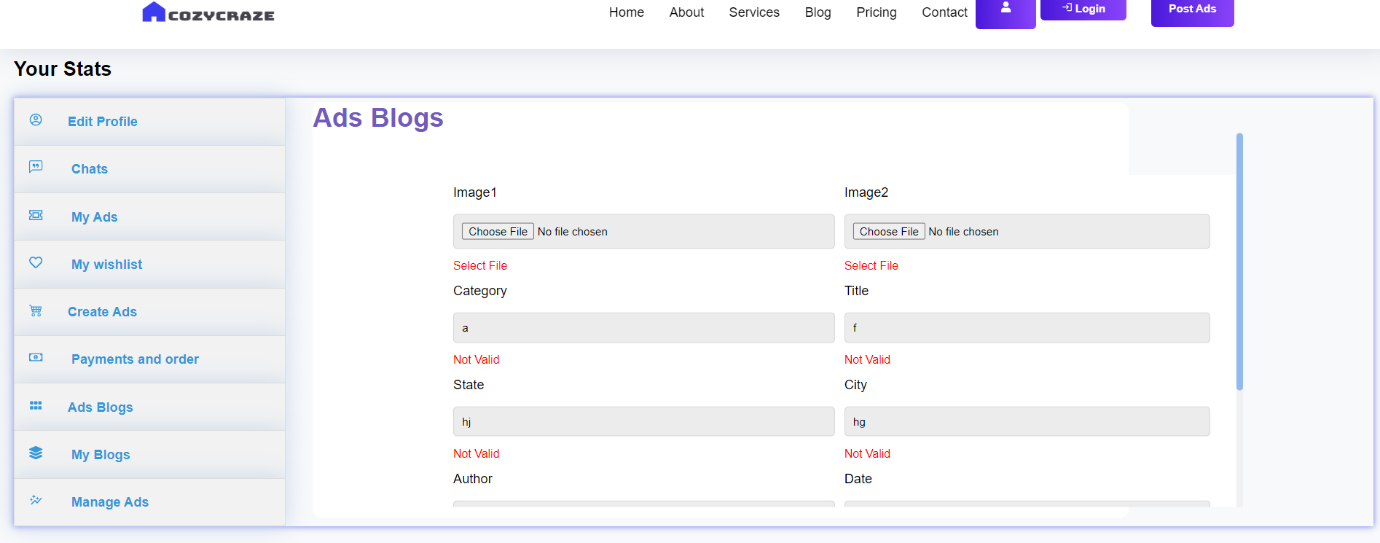 COZYCRAZE
Home About Services Blog Pricing Contact Login Post Ads
Your Stats
Edit Profile
Chats
My Ads
My wishlist
Create Ads
Payments and order
Ads Blogs
My Blogs
Manage Ads
Ads Blogs
Image1 Image2
Choose File No file chosen Choose File No file chosen
Select File Select File
Category Title
a f
Not Valid Not Valid
State City
hj hg
Not Valid Not Valid
Author Date